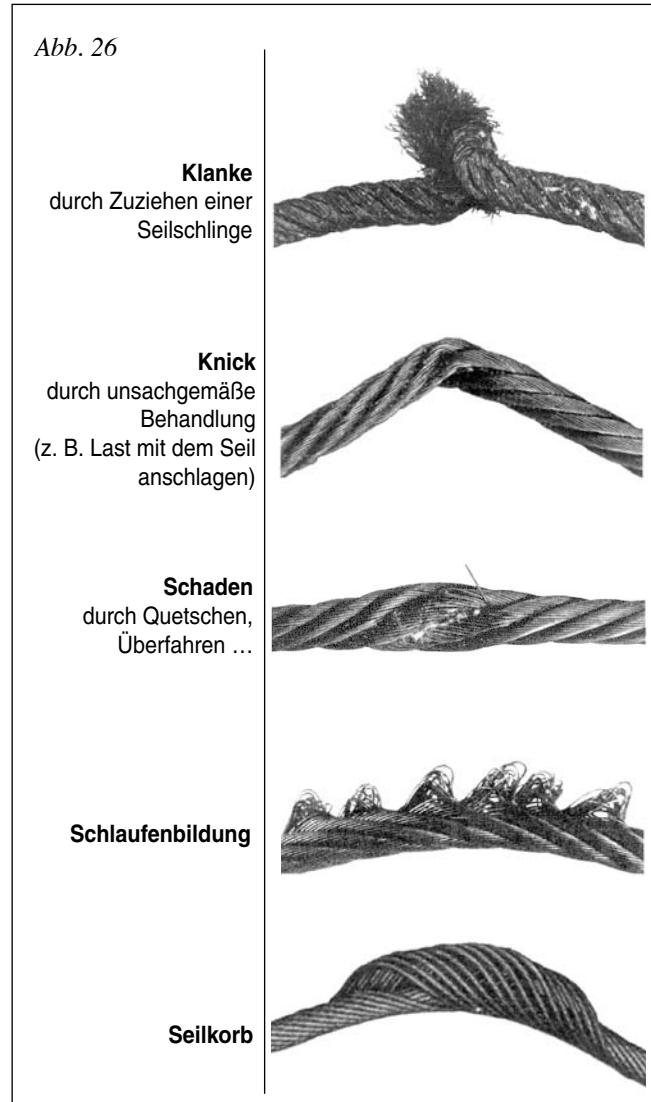 Abb. 26
Klanke
durch Zuziehen einer
Seilschlinge
Knick
durch unsachgemäße
Behandlung
(z. B. Last mit dem Seil
anschlagen)
Schaden
durch Quetschen,
Überfahren …
Schlaufenbildung
Seilkorb